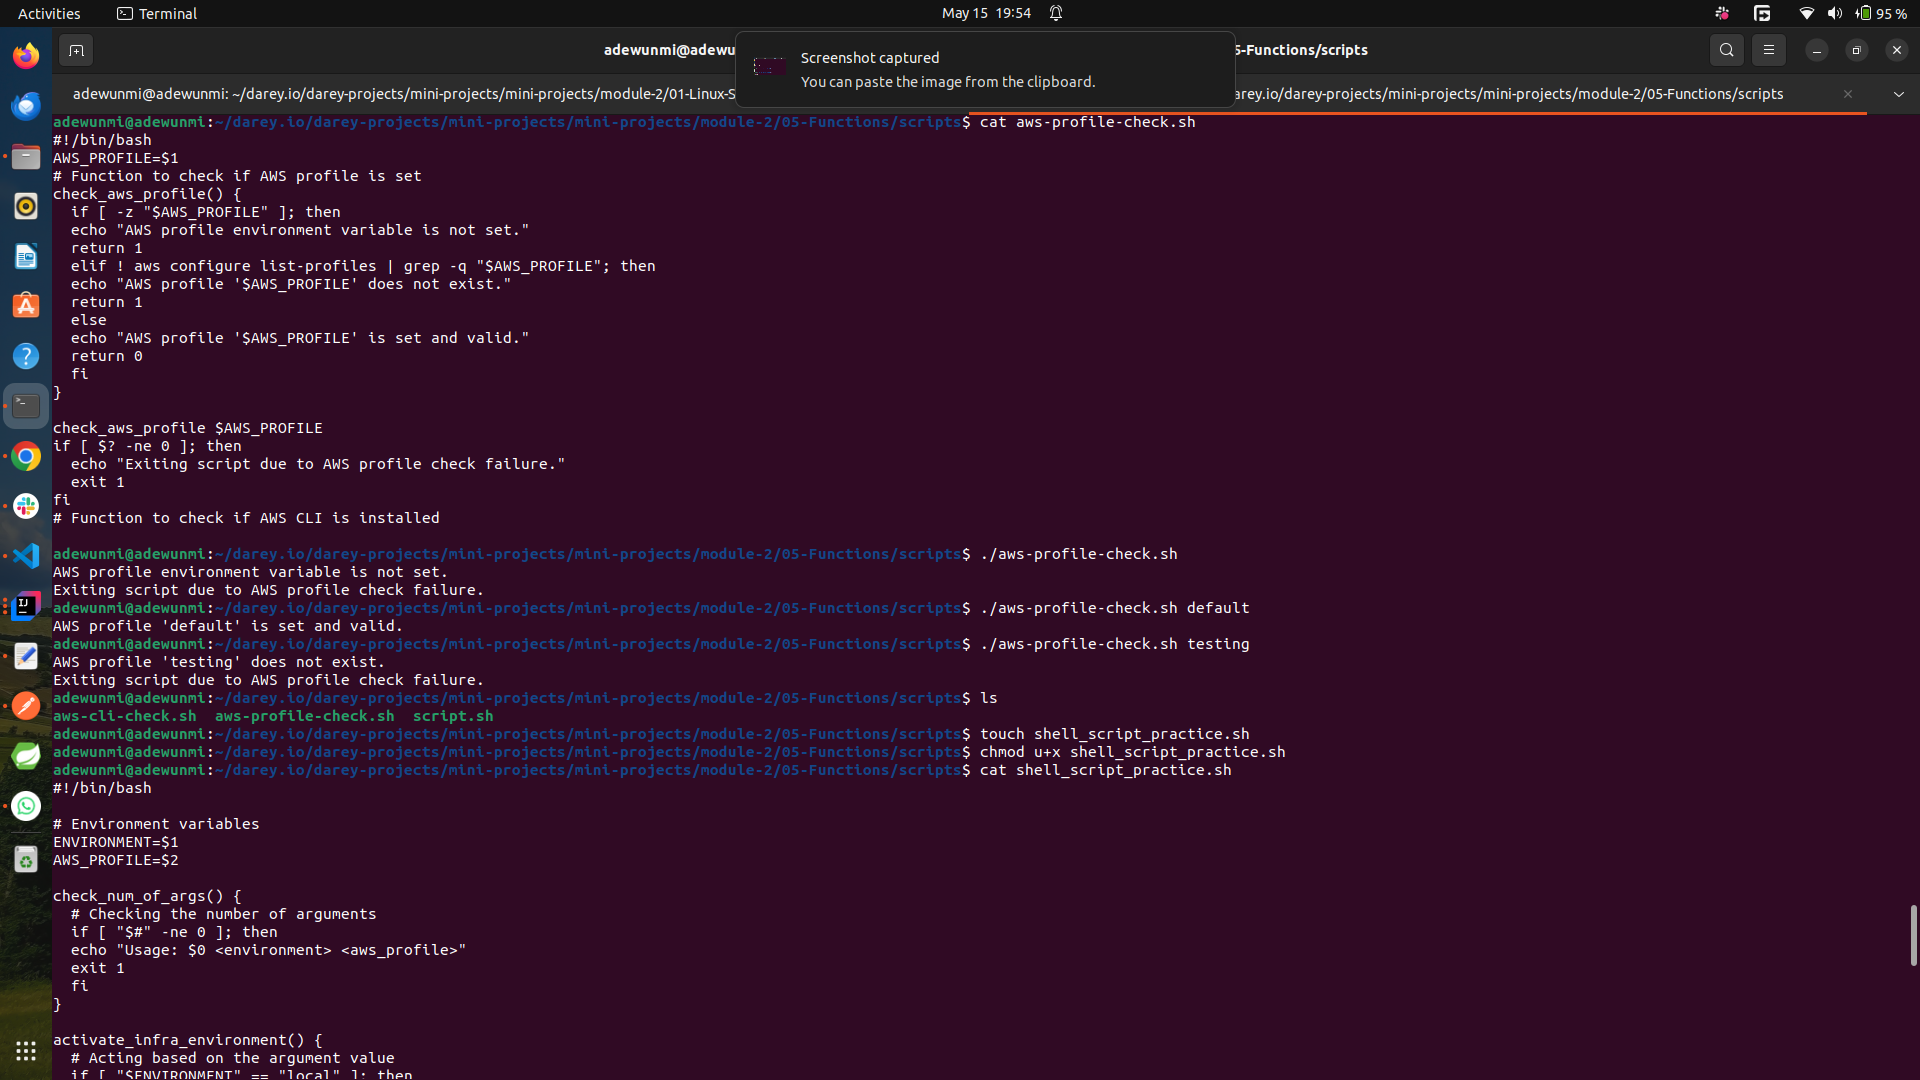 Activities
Terminal
May 15 19:54
95 %
adewunmi@adewu
5-Functions/scripts
Screenshot captured
You can paste the image from the clipboard.
adewunmi@adewunmi: ~/darey.io/darey-projects/mini-projects/mini-projects/module-2/01-Linux-S
arey.io/darey-projects/mini-projects/mini-projects/module-2/05-Functions/scripts
adewunmi@adewunmi:~/darey.io/darey-projects/mini-projects/mini-projects/module-2/05-Functions/scripts$ cat aws-profile-check.sh
#!/bin/bash
AWS_PROFILE=$1
# Function to check if AWS profile is set
check_aws_profile() {
  if [ -z "$AWS_PROFILE" ]; then
  echo "AWS profile environment variable is not set."
  return 1
  elif ! aws configure list-profiles | grep -q "$AWS_PROFILE"; then
  echo "AWS profile '$AWS_PROFILE' does not exist."
  return 1
  else
  echo "AWS profile '$AWS_PROFILE' is set and valid."
  return 0
  fi
}
check_aws_profile $AWS_PROFILE
if [ $? -ne 0 ]; then
  echo "Exiting script due to AWS profile check failure."
  exit 1
fi
# Function to check if AWS CLI is installed
adewunmi@adewunmi:~/darey.io/darey-projects/mini-projects/mini-projects/module-2/05-Functions/scripts$ ./aws-profile-check.sh
AWS profile environment variable is not set.
Exiting script due to AWS profile check failure.
adewunmi@adewunmi:~/darey.io/darey-projects/mini-projects/mini-projects/module-2/05-Functions/scripts$ ./aws-profile-check.sh default
AWS profile 'default' is set and valid.
adewunmi@adewunmi:~/darey.io/darey-projects/mini-projects/mini-projects/module-2/05-Functions/scripts$ ./aws-profile-check.sh testing
AWS profile 'testing' does not exist.
Exiting script due to AWS profile check failure.
adewunmi@adewunmi:~/darey.io/darey-projects/mini-projects/mini-projects/module-2/05-Functions/scripts$ ls
aws-cli-check.sh  aws-profile-check.sh  script.sh
adewunmi@adewunmi:~/darey.io/darey-projects/mini-projects/mini-projects/module-2/05-Functions/scripts$ touch shell_script_practice.sh
adewunmi@adewunmi:~/darey.io/darey-projects/mini-projects/mini-projects/module-2/05-Functions/scripts$ chmod u+x shell_script_practice.sh
adewunmi@adewunmi:~/darey.io/darey-projects/mini-projects/mini-projects/module-2/05-Functions/scripts$ cat shell_script_practice.sh
#!/bin/bash
# Environment variables
ENVIRONMENT=$1
AWS_PROFILE=$2
check_num_of_args() {
  # Checking the number of arguments
  if [ "$#" -ne 0 ]; then
  echo "Usage: $0 <environment> <aws_profile>"
  exit 1
  fi
}
activate_infra_environment() {
  # Acting based on the argument value
  if [ "$ENVIRONMENT" == "local" ]; then